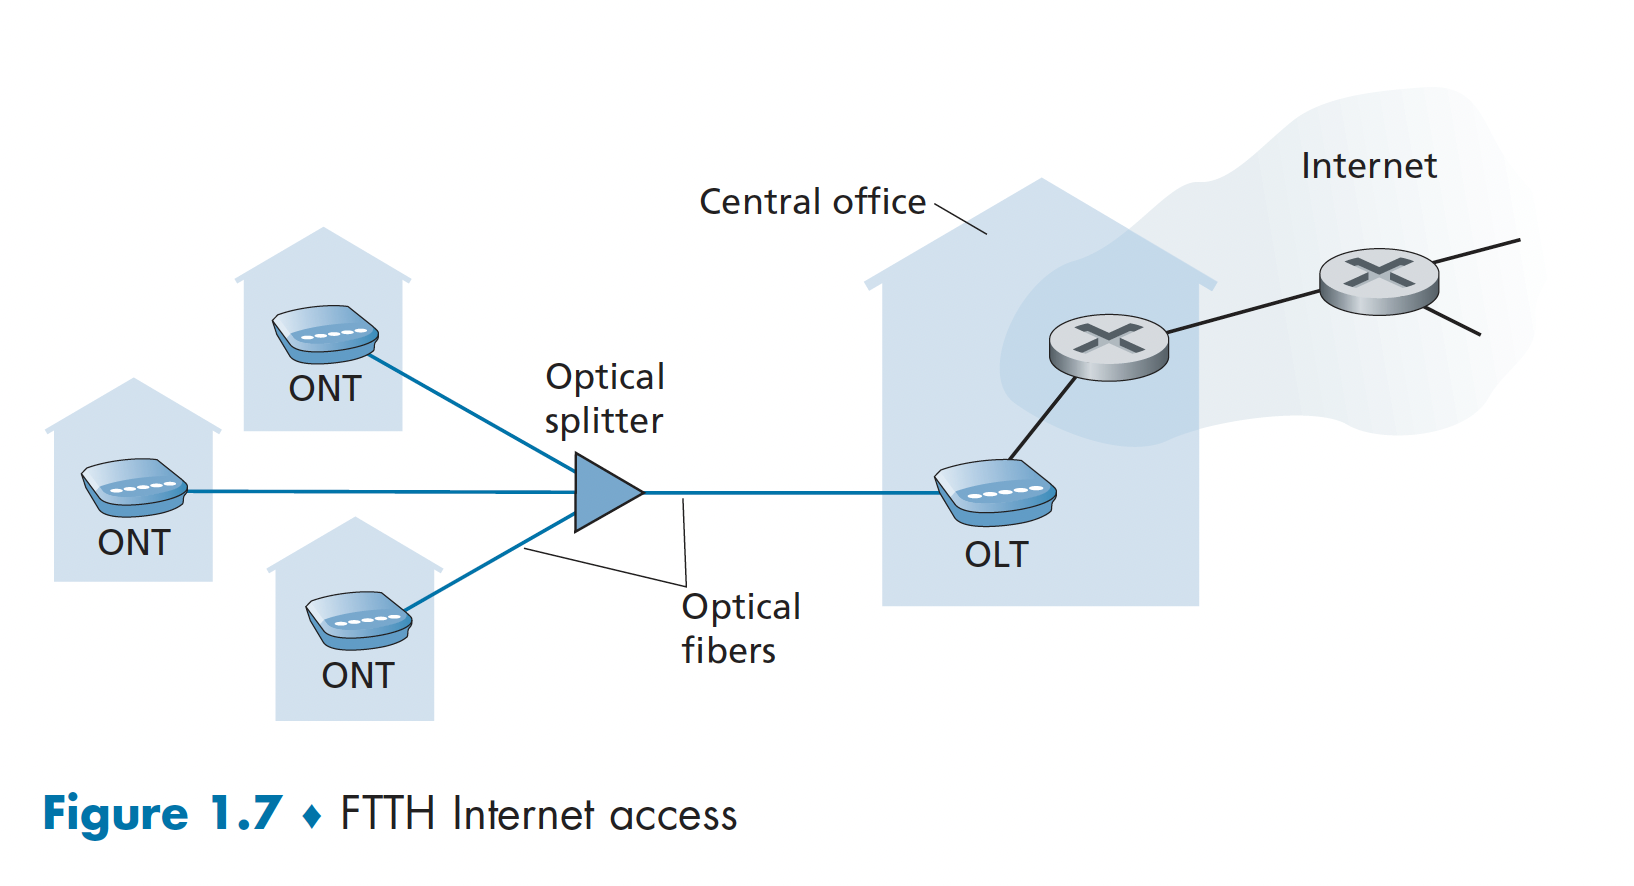 Internet
Central office
ONT
Optical
splitter
ONT
OLT
ONT
Optical
fibers
Figure 1.7 ♦ FTTH Internet access